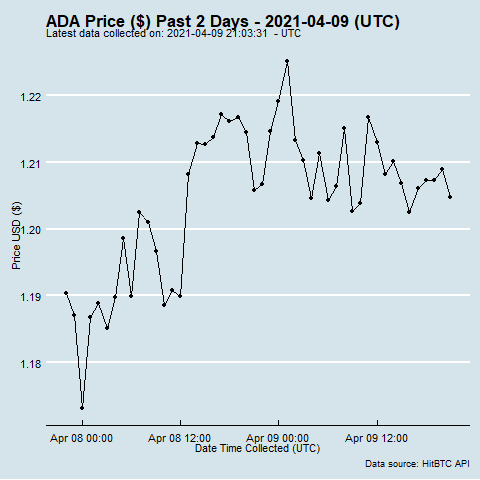 ADA Price ($) Past 2 Days - 2021-04-09 (UTC)
Latest data collected on: 2021-04-09 21:03:31 - UTC
1.22
1.21
1.20
1.19
1.18
Price USD ($)
Apr 08 00:00 Apr 08 12:00 Apr 09 00:00 Apr 09 12:00
Date Time Collected (UTC)
Data source: HitBTC API